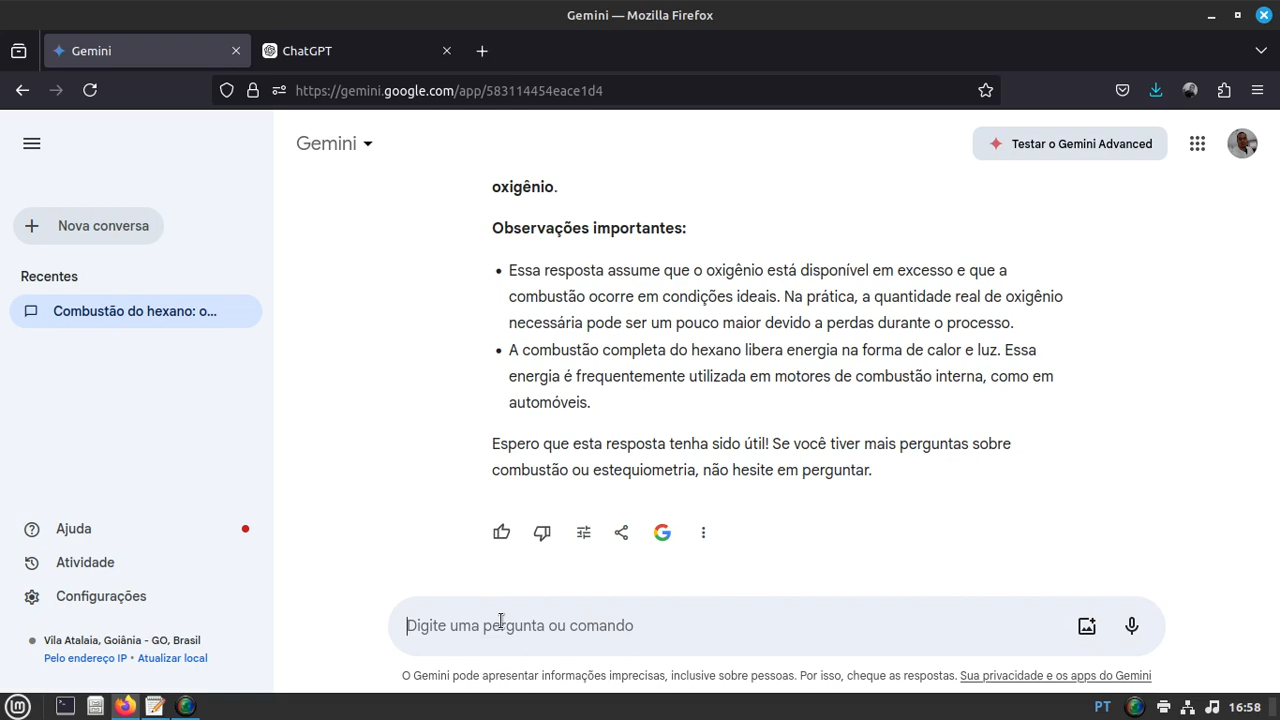 Gemini — Mozilla Firefox
Gemini
ChatGPT
https://gemini.google.com/app/583114454eace1d4
Gemini
Testar o Gemini Advanced
Nova conversa
Recentes
Combustão do hexano: o...
oxigênio.
Observações importantes:
• Essa resposta assume que o oxigênio está disponível em excesso e que a
combustão ocorre em condições ideais. Na prática, a quantidade real de oxigênio
necessária pode ser um pouco maior devido a perdas durante o processo.
• A combustão completa do hexano libera energia na forma de calor e luz. Essa
energia é frequentemente utilizada em motores de combustão interna, como em
automóveis.
Espero que esta resposta tenha sido útil! Se você tiver mais perguntas sobre
combustão ou estequiometria, não hesite em perguntar.
Ajuda
Atividade
Configurações
Vila Atalaia, Goiânia - GO, Brasil
Pelo endereço IP • Atualizar local
Digite uma pergunta ou comando
O Gemini pode apresentar informações imprecisas, inclusive sobre pessoas. Por isso, cheque as respostas. Sua privacidade e os apps do Gemini
PT
16:58